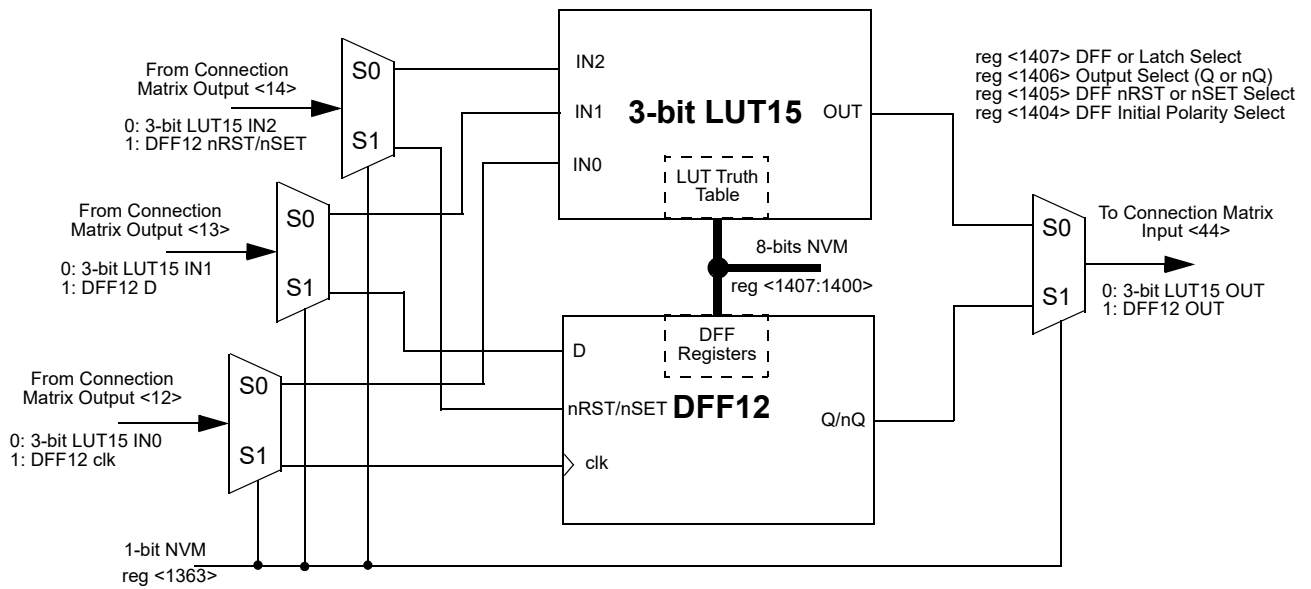 From Connection
Matrix Output <14>
0: 3-bit LUT15 IN2
1: DFF12 nRST/nSET
S0
S1
From Connection
Matrix Output <13>
0: 3-bit LUT15 IN1
1: DFF12 D
S0
S1
From Connection
Matrix Output <12>
0: 3-bit LUT15 IN0
1: DFF12 clk
S0
S1
1-bit NVM
reg <1363>
IN2
IN1
IN0
3-bit LUT15
OUT
LUT Truth
Table
8-bits NVM
reg <1407:1400>
DFF
Registers
D
nRST/nSET
DFF12
Q/nQ
clk
reg <1407> DFF or Latch Select
reg <1406> Output Select (Q or nQ)
reg <1405> DFF nRST or nSET Select
reg <1404> DFF Initial Polarity Select
S0
S1
To Connection Matrix
Input <44>
0: 3-bit LUT15 OUT
1: DFF12 OUT